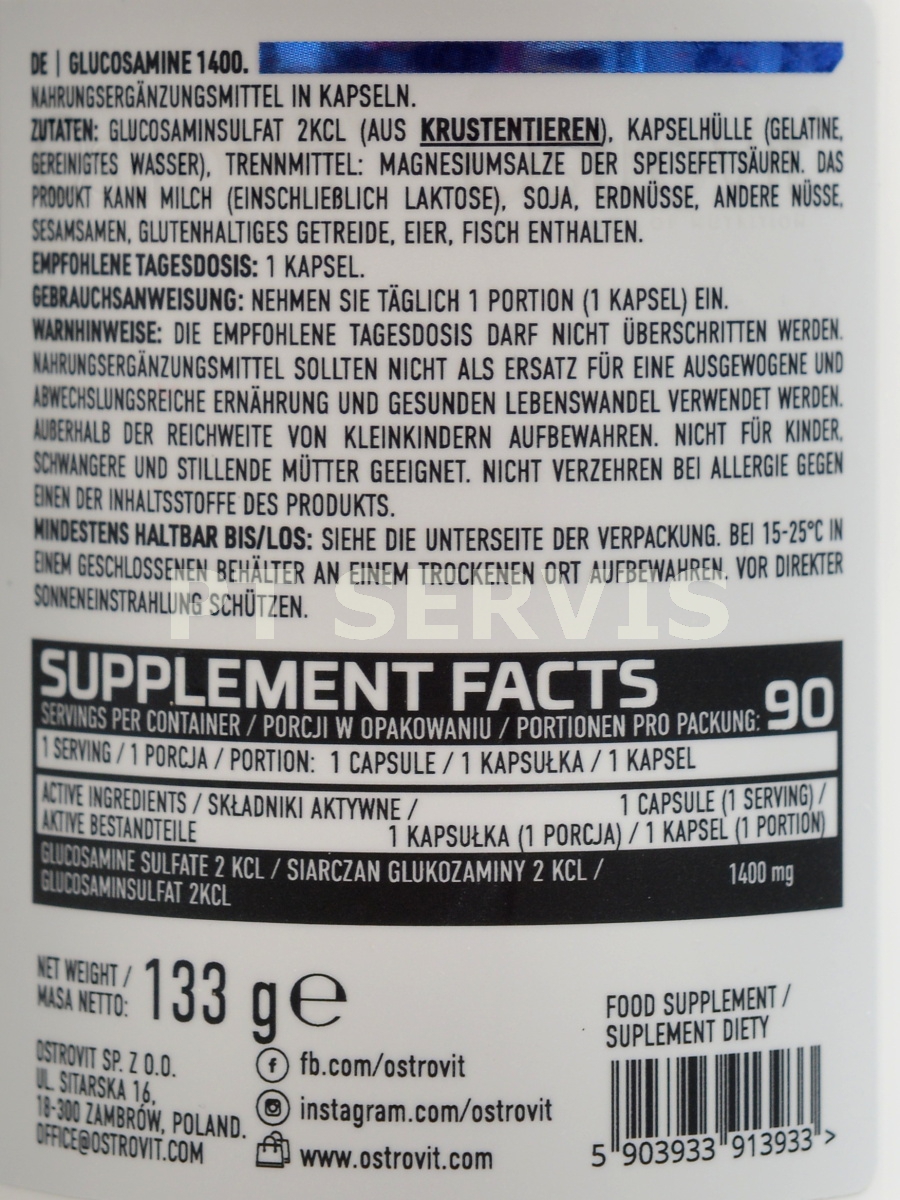 DE | GLUCOSAMINE 1400.
NAHRUNGSERGÄNZUNGSMITTEL IN KAPSELN.
ZUTATEN: GLUCOSAMINSULFAT 2KCL (AUS KRUSTENTIEREN), KAPSELHÜLLE (GELATINE,
GEREINIGTES WASSER), TRENNMITTEL: MAGNESIUMSALZE DER SPEISEFETTSÄUREN. DAS
PRODUKT KANN MILCH (EINSCHLIEẞLICH LAKTOSE), SOJA, ERDNÜSSE, ANDERE NÜSSE,
SESAMSAMEN, GLUTENHALTIGES GETREIDE, EIER, FISCH ENTHALTEN.
EMPFOHLENE TAGESDOSIS: 1 KAPSEL.
GEBRAUCHSANWEISUNG: NEHMEN SIE TÄGLICH 1 PORTION (1 KAPSEL) EIN.
WARNHINWEISE: DIE EMPFOHLENE TAGESDOSIS DARF NICHT ÜBERSCHRITTEN WERDEN.
NAHRUNGSERGÄNZUNGSMITTEL SOLLTEN NICHT ALS ERSATZ FÜR EINE AUSGEWOGENE UND
ABWECHSLUNGSREICHE ERNÄHRUNG UND GESUNDEN LEBENSWANDEL VERWENDET WERDEN.
AUẞERHALB DER REICHWEITE VON KLEINKINDERN AUFBEWAHREN. NICHT FÜR KINDER,
SCHWANGERE UND STILLENDE MÜTTER GEEIGNET. NICHT VERZEHREN BEI ALLERGIE GEGEN
EINEN DER INHALTSSTOFFE DES PRODUKTS.
MINDESTENS HALTBAR BIS/LOS: SIEHE DIE UNTERSEITE DER VERPACKUNG. BEI 15-25°C IN
EINEM GESCHLOSSENEN BEHÄLTER AN EINEM TROCKENEN ORT AUFBEWAHREN. VOR DIREKTER
SONNENEINSTRAHLUNG SCHÜTZEN.
PT SERVIS
SUPPLEMENT FACTS
SERVINGS PER CONTAINER / PORCJI W OPAKOWANIU / PORTIONEN PRO PACKUNG: 90
1 SERVING / 1 PORCJA / PORTION: 1 CAPSULE / 1 KAPSUŁKA / 1 KAPSEL
ACTIVE INGREDIENTS / SKŁADNIKI AKTYWNE / 1 CAPSULE (1 SERVING) /
AKTIVE BESTANDTEILE 1 KAPSUŁKA (1 PORCJA) / 1 KAPSEL (1 PORTION)
GLUCOSAMINE SULFATE 2 KCL / SIARCZAN GLUKOZAMINY 2 KCL / 1400 mg
GLUCOSAMINSULFAT 2KCL
NET WEIGHT /
MASA NETTO: 133 g e
FOOD SUPPLEMENT /
SUPLEMENT DIETY
OSTROVIT SP. Z O.O.
UL. SITARSKA 16,
18-300 ZAMBRÓW, POLAND.
OFFICE@OSTROVIT.COM
fb.com/ostrovit
instagram.com/ostrovit
www.ostrovit.com
5 903933 913933 >